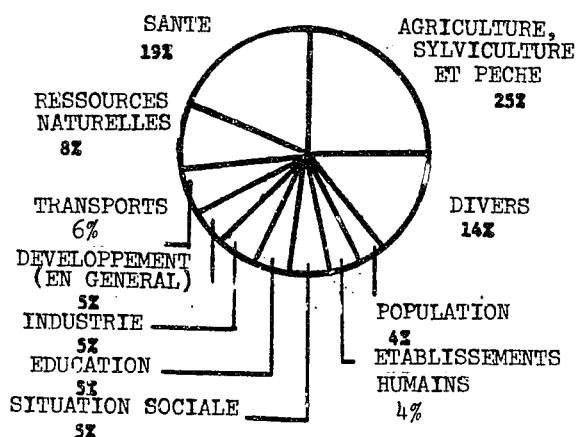 SANTE
19%
AGRICULTURE,
SYLVICULTURE
ET PECHE
25%
RESSOURCES
NATURELLES
8%
TRANSPORTS
6%
DIVERS
14%
DEVELOPPEMENT
(EN GENERAL)
5%
POPULATION
4%
INDUSTRIE
5%
ETABLISSEMENTS
HUMAINS
4%
EDUCATION
5%
SITUATION SOCIALE
5%